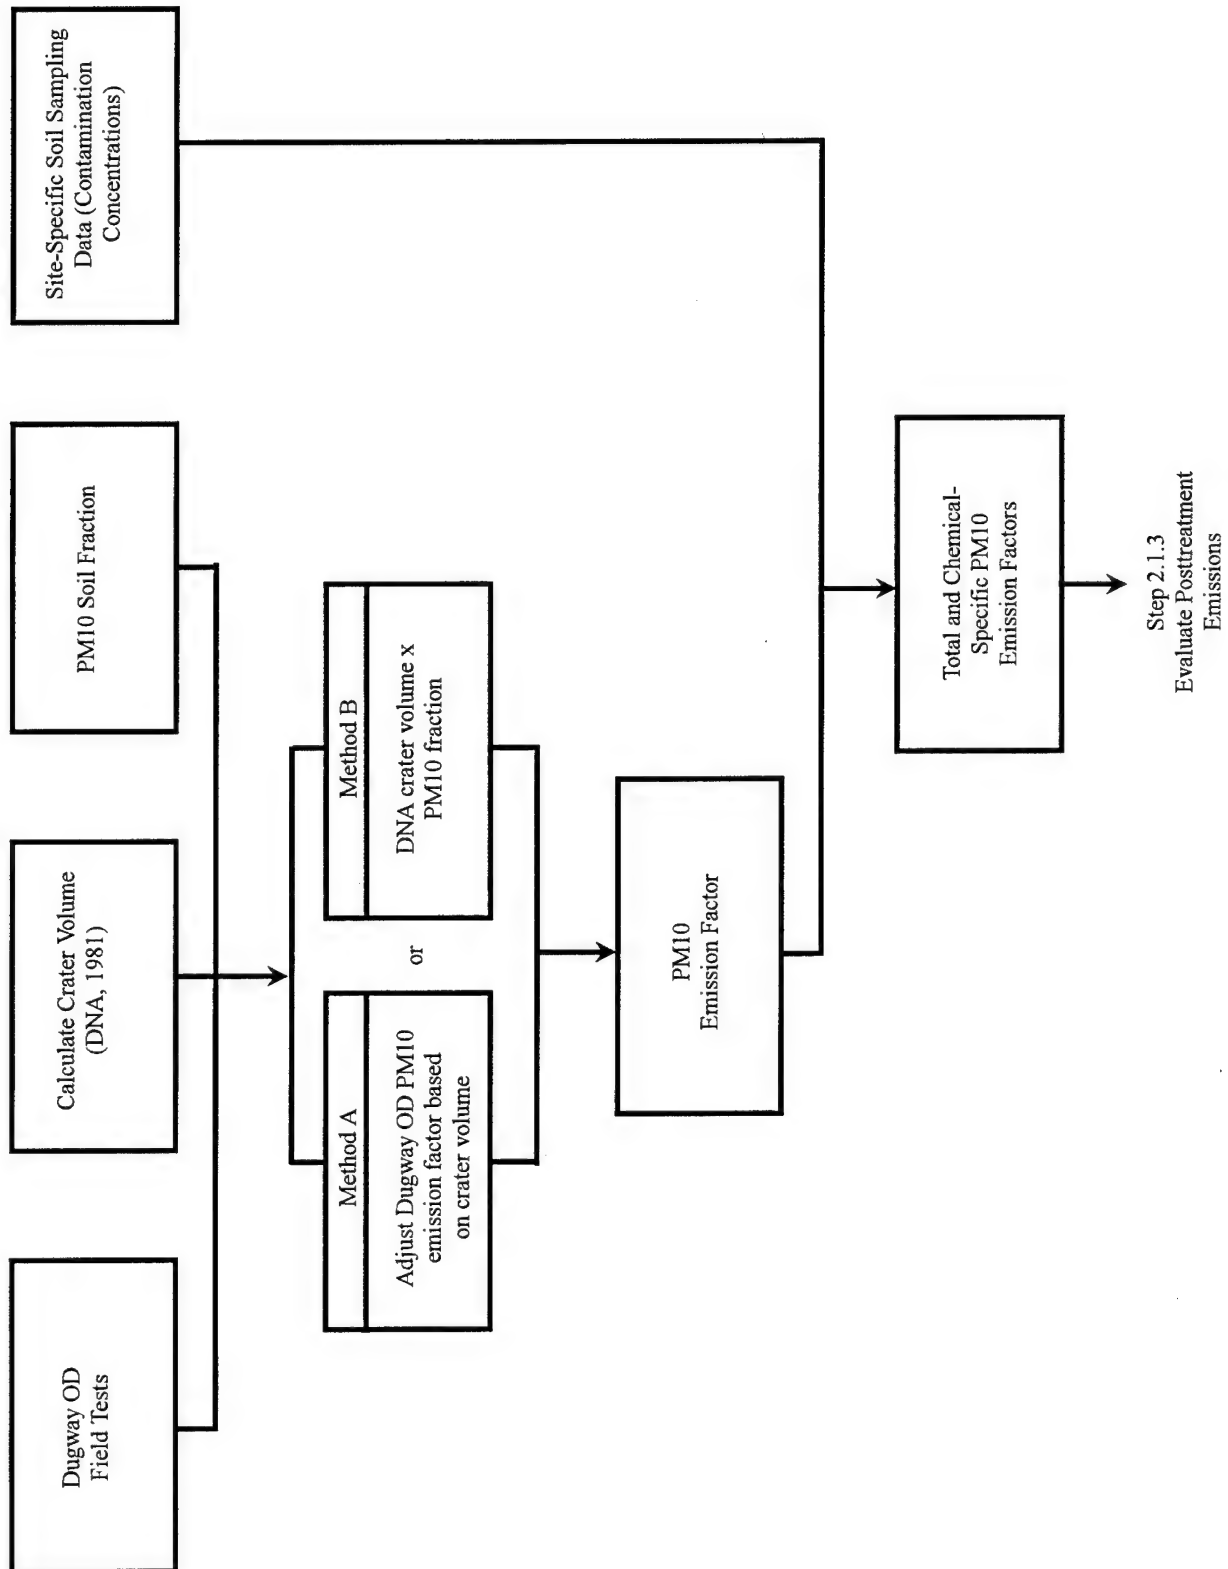 Dugway OD
Field Tests
Calculate Crater Volume
(DNA, 1981)
PM10 Soil Fraction
Site-Specific Soil Sampling
Data (Contamination
Concentrations)
Method A
Adjust Dugway OD PM10
emission factor based
on crater volume
or
Method B
DNA crater volume x
PM10 fraction
PM10
Emission Factor
Total and Chemical-
Specific PM10
Emission Factors
Step 2.1.3
Evaluate Posttreatment
Emissions